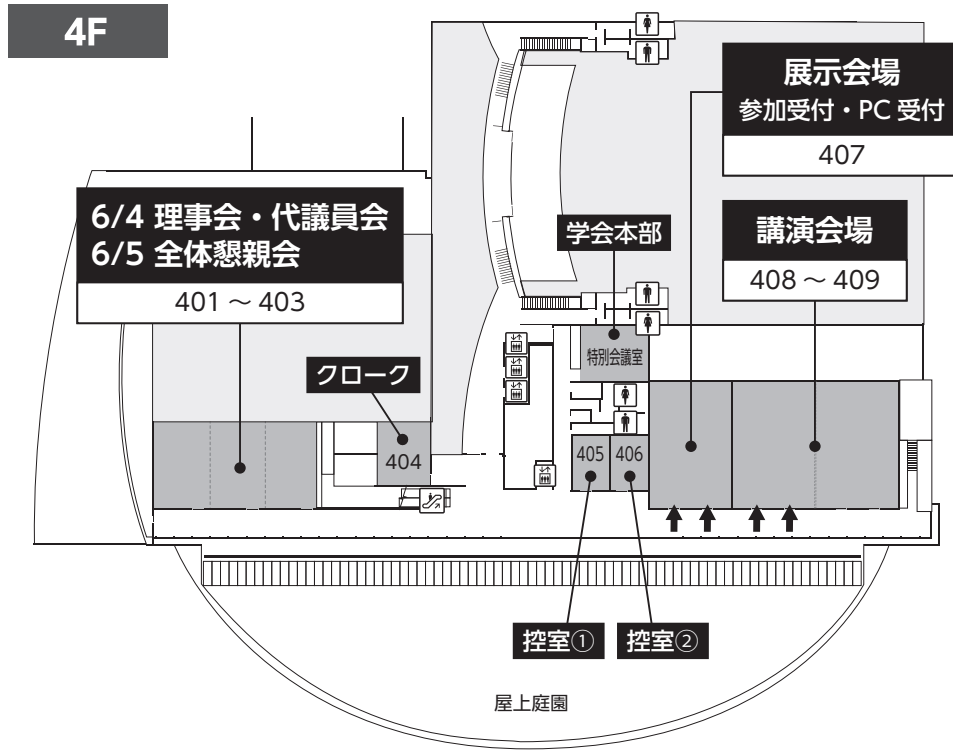 4F
展示会場
参加受付・PC 受付
407
6/4 理事会・代議員会
6/5 全体懇親会
401 ～ 403
学会本部
講演会場
408 ～ 409
特別会議室
クローク
404
405
406
控室①
控室②
屋上庭園